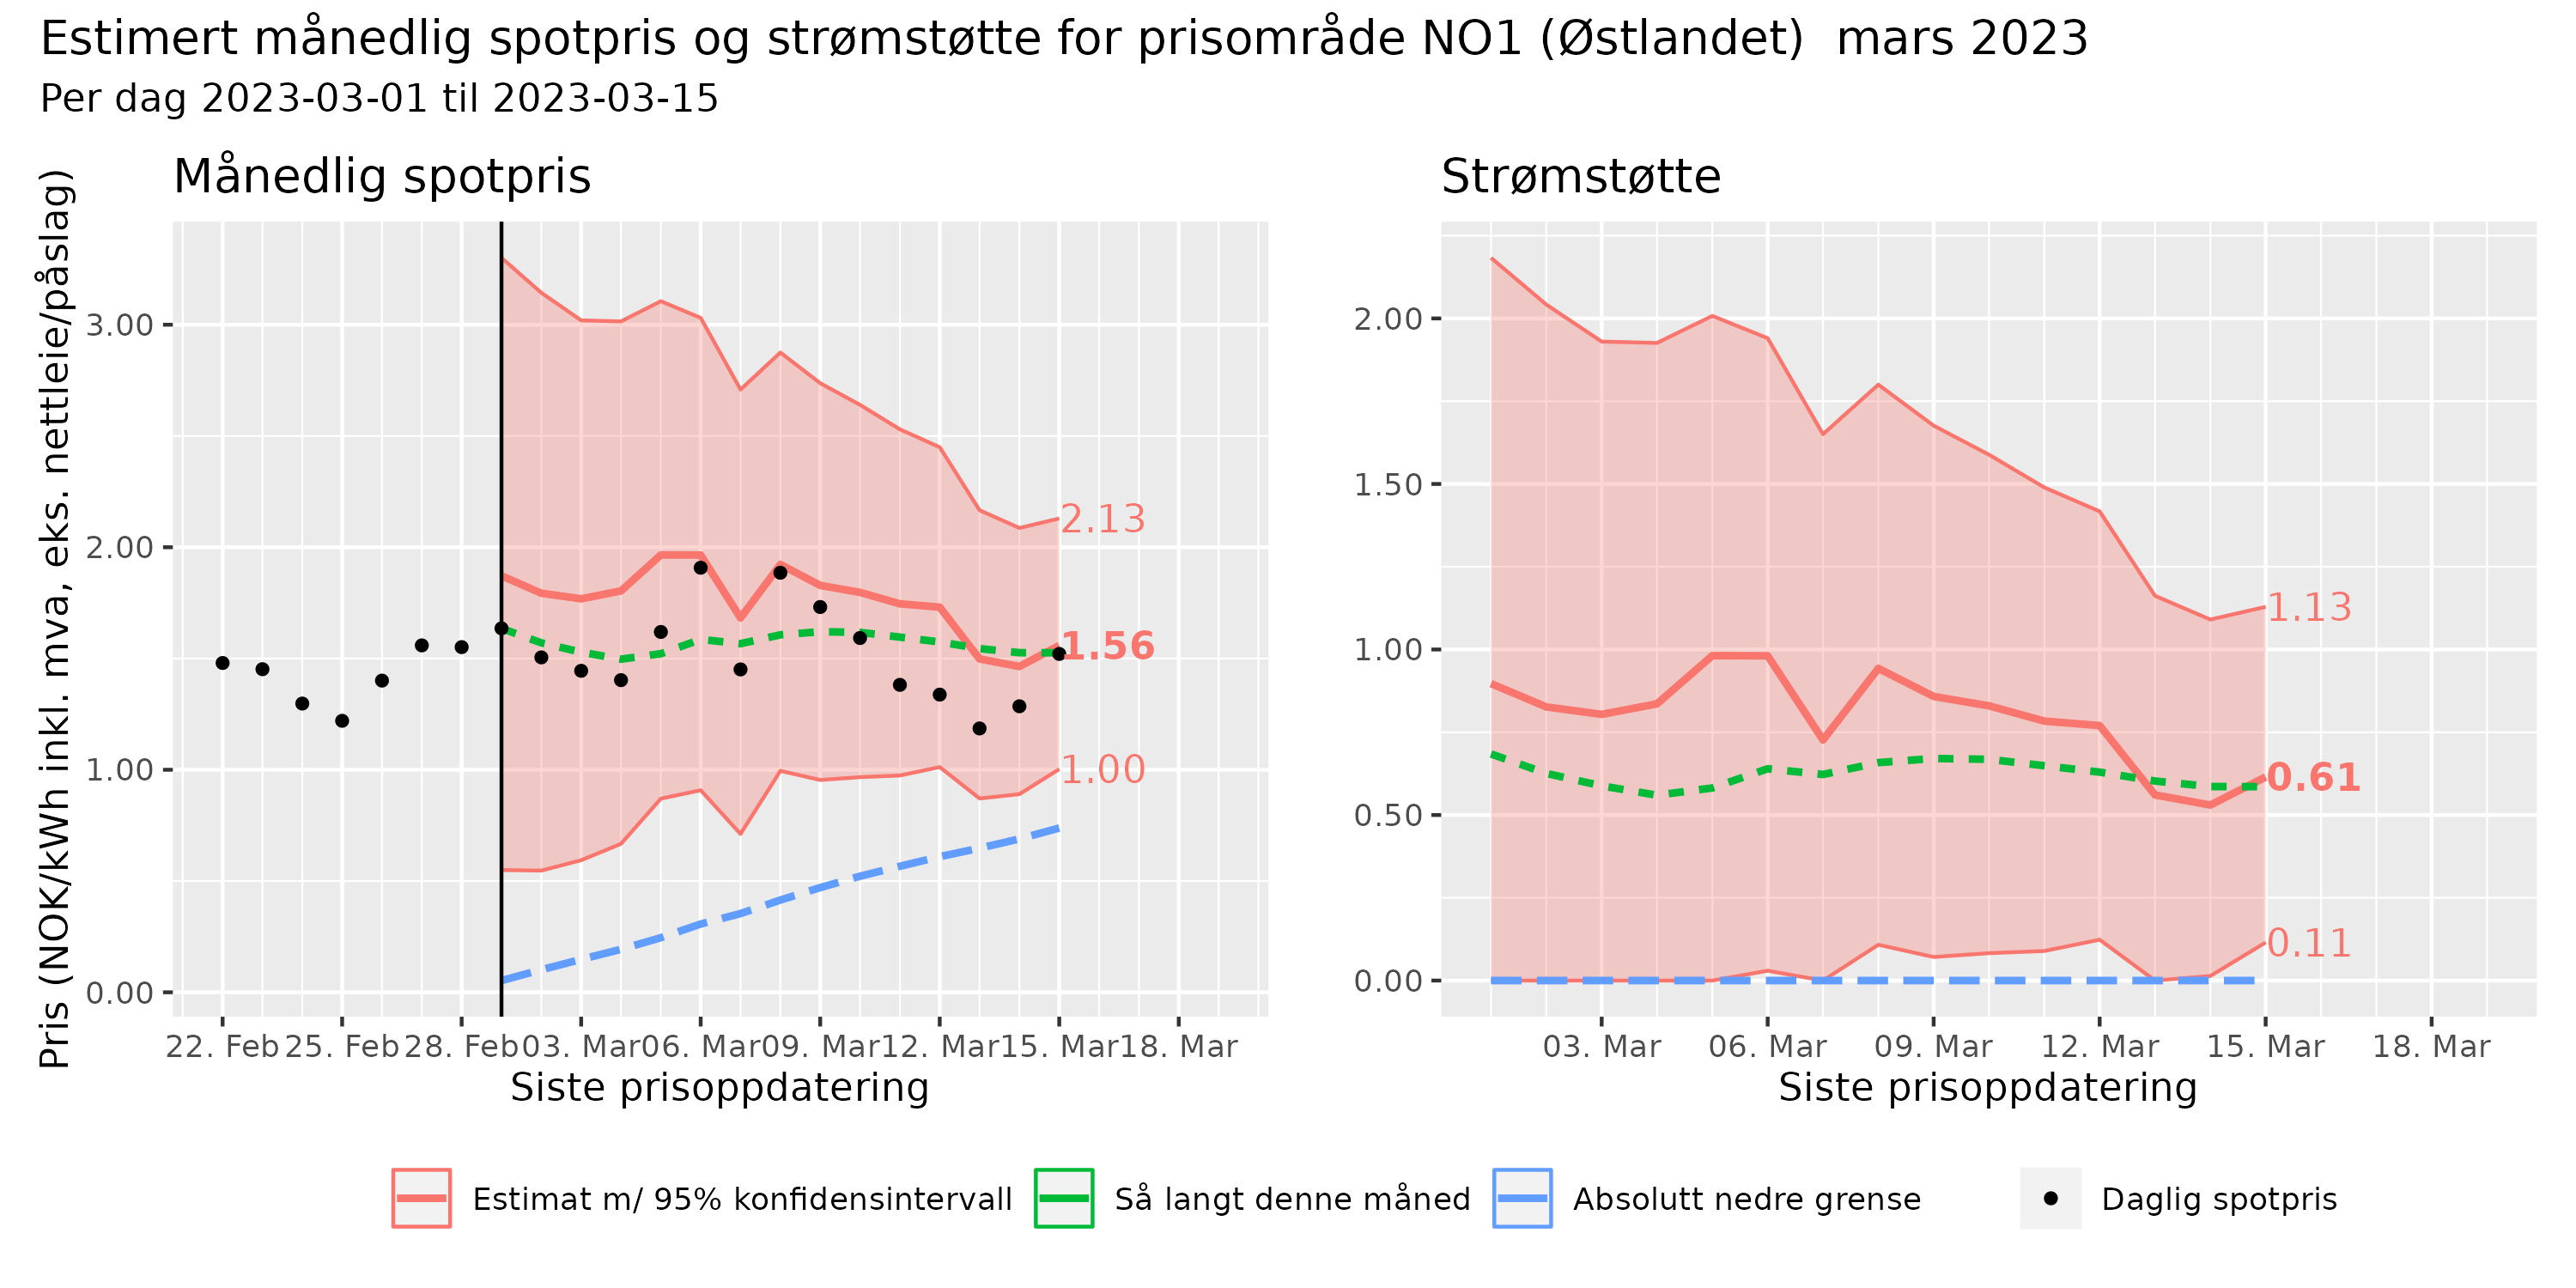 Estimert månedlig spotpris og strømstøtte for prisområde NO1 (Østlandet)  mars 2023
Per dag 2023-03-01 til 2023-03-15
Månedlig spotpris
Pris (NOK/kWh inkl. mva, eks. nettleie/påslag)
3.00
2.00
1.00
0.00
2.13
1.56
1.00
22. Feb 25. Feb 28. Feb 03. Mar 06. Mar 09. Mar 12. Mar 15. Mar 18. Mar
Siste prisoppdatering
Strømstøtte
2.00
1.50
1.00
0.50
0.00
1.13
0.61
0.11
03. Mar 06. Mar 09. Mar 12. Mar 15. Mar 18. Mar
Siste prisoppdatering
Estimat m/ 95% konfidensintervall Så langt denne måned Absolutt nedre grense Daglig spotpris